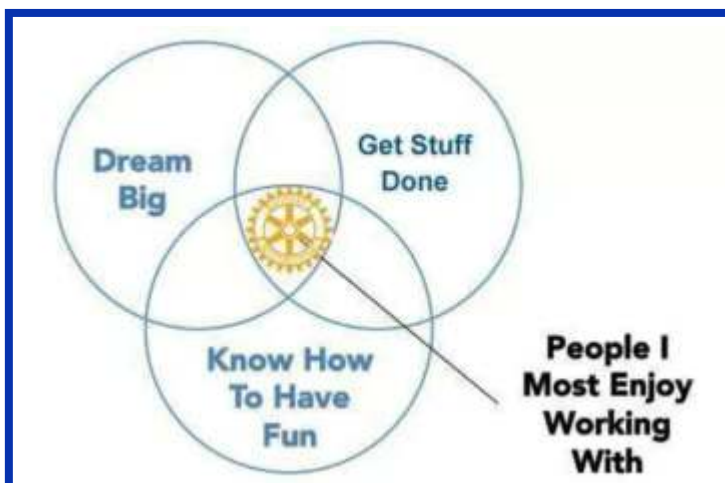 Dream
Big
Get Stuff
Done
Know How
To Have
Fun
People I
Most Enjoy
Working
With